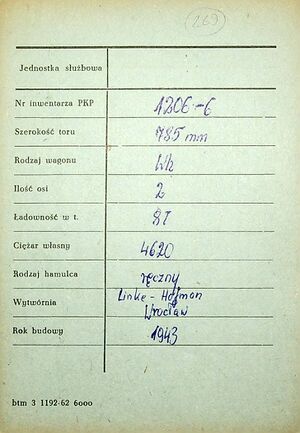 269
Jednostka służbowa
Nr inwentarza PKP 1206-6
Szerokość toru 785 mm
Rodzaj wagonu Wh
Ilość osi 2
Ładowność w t. 8T
Ciężar własny 4620
Rodzaj hamulca ręczny
Wytwórnia Linke-Hofman
Wrocław
Rok budowy 1943
btm 3 1192-62 6000